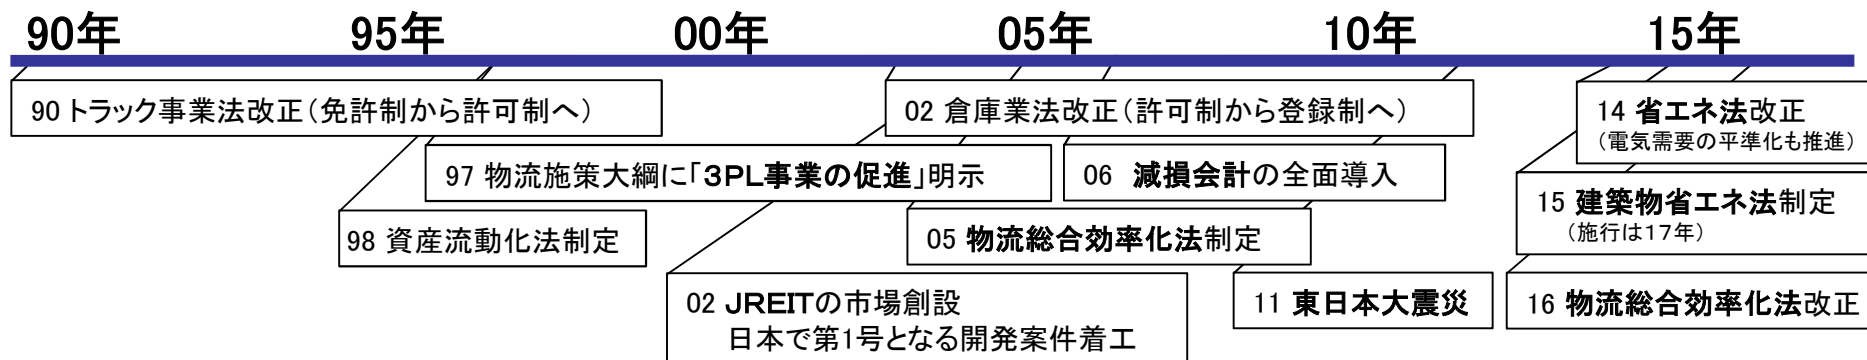 90年 95年 00年 05年 10年 15年
90 トラック事業法改正（免許制から許可制へ）
97 物流施策大綱に「３PL事業の促進」明示
98 資産流動化法制定
02 倉庫業法改正（許可制から登録制へ）
06 減損会計の全面導入
05 物流総合効率化法制定
02 JREITの市場創設
日本で第1号となる開発案件着工
11 東日本大震災
14 省エネ法改正
（電気需要の平準化も推進）
15 建築物省エネ法制定
（施行は１７年）
16 物流総合効率化法改正